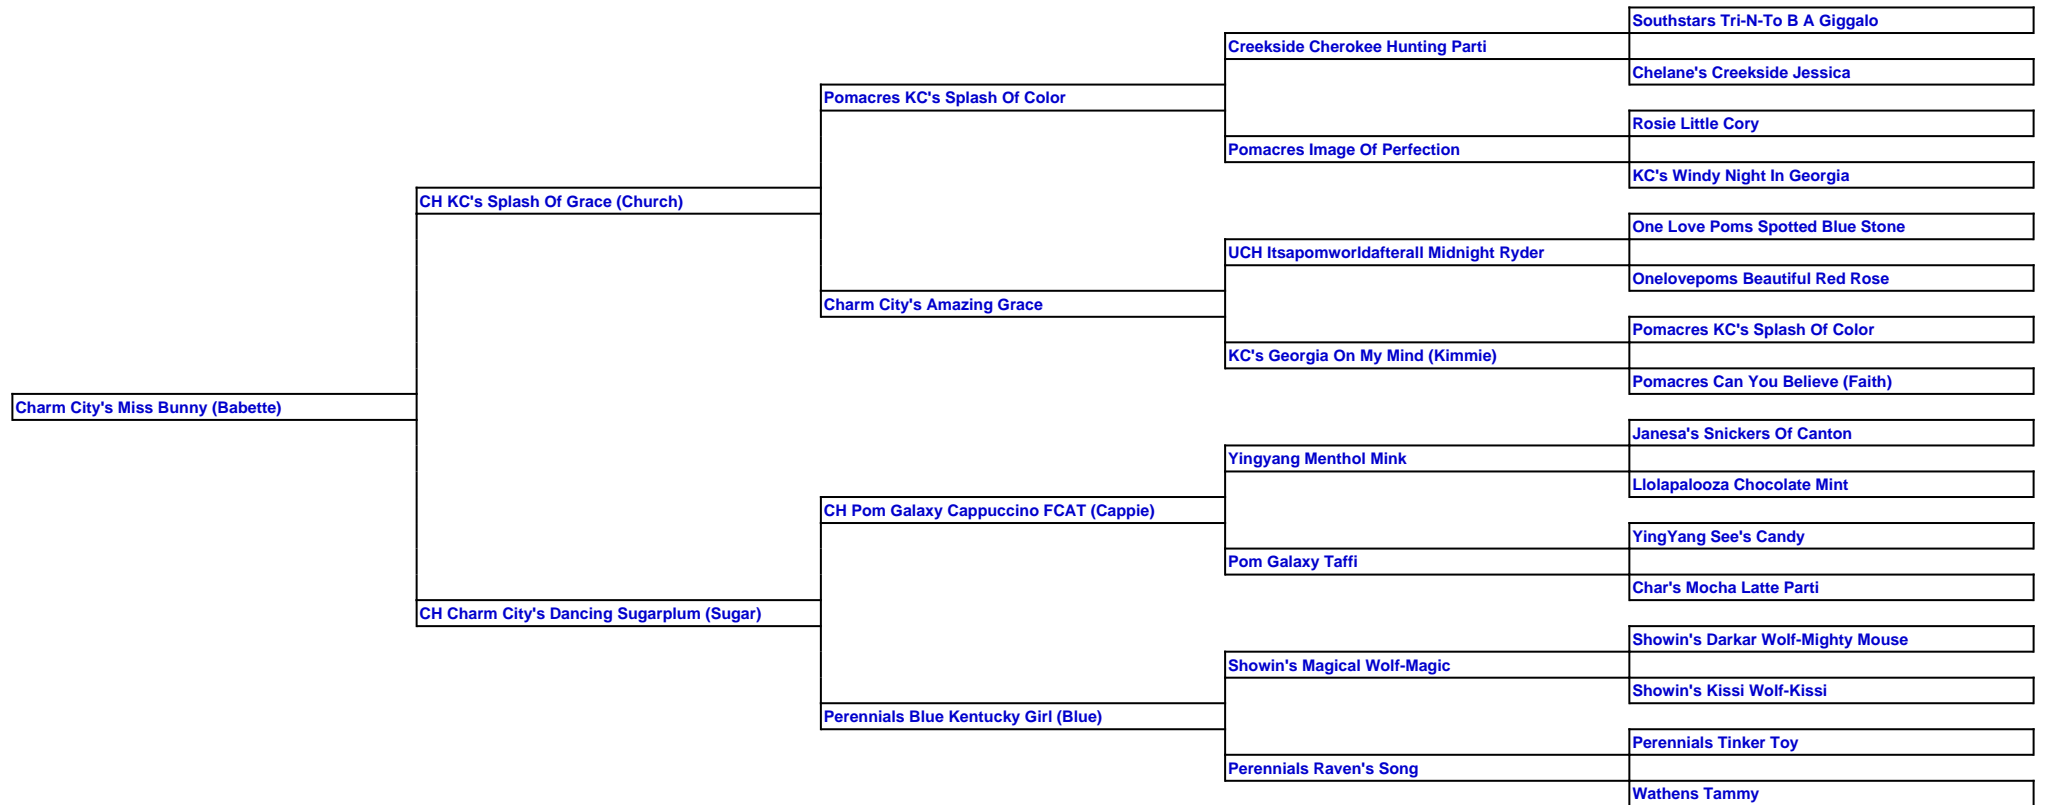 Southstars Tri-N-To B A Giggalo
Creekside Cherokee Hunting Parti
Chelane's Creekside Jessica
Pomacres KC's Splash Of Color
Rosie Little Cory
Pomacres Image Of Perfection
KC's Windy Night In Georgia
CH KC's Splash Of Grace (Church)
One Love Poms Spotted Blue Stone
UCH Itsapomworldafterall Midnight Ryder
Onelovepoms Beautiful Red Rose
Charm City's Amazing Grace
Pomacres KC's Splash Of Color
KC's Georgia On My Mind (Kimmie)
Pomacres Can You Believe (Faith)
Charm City's Miss Bunny (Babette)
Janesa's Snickers Of Canton
Yingyang Menthol Mink
Llolapalooza Chocolate Mint
CH Pom Galaxy Cappuccino FCAT (Cappie)
YingYang See's Candy
Pom Galaxy Taffi
Char's Mocha Latte Parti
CH Charm City's Dancing Sugarplum (Sugar)
Showin's Darkar Wolf-Mighty Mouse
Showin's Magical Wolf-Magic
Showin's Kissi Wolf-Kissi
Perennials Blue Kentucky Girl (Blue)
Perennials Tinker Toy
Perennials Raven's Song
Wathens Tammy